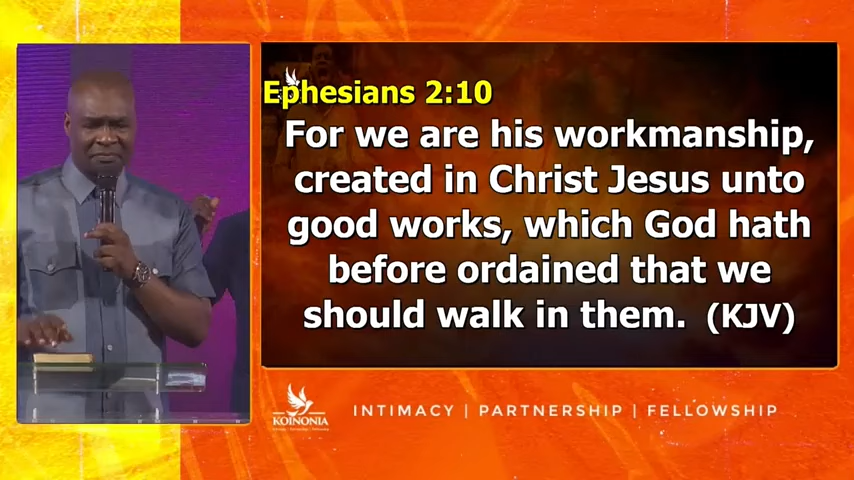 Ephesians 2:10
For we are his workmanship,
created in Christ Jesus unto
good works, which God hath
before ordained that we
should walk in them. (KJV)
KOINONIA
INTIMACY | PARTNERSHIP | FELLOWSHIP